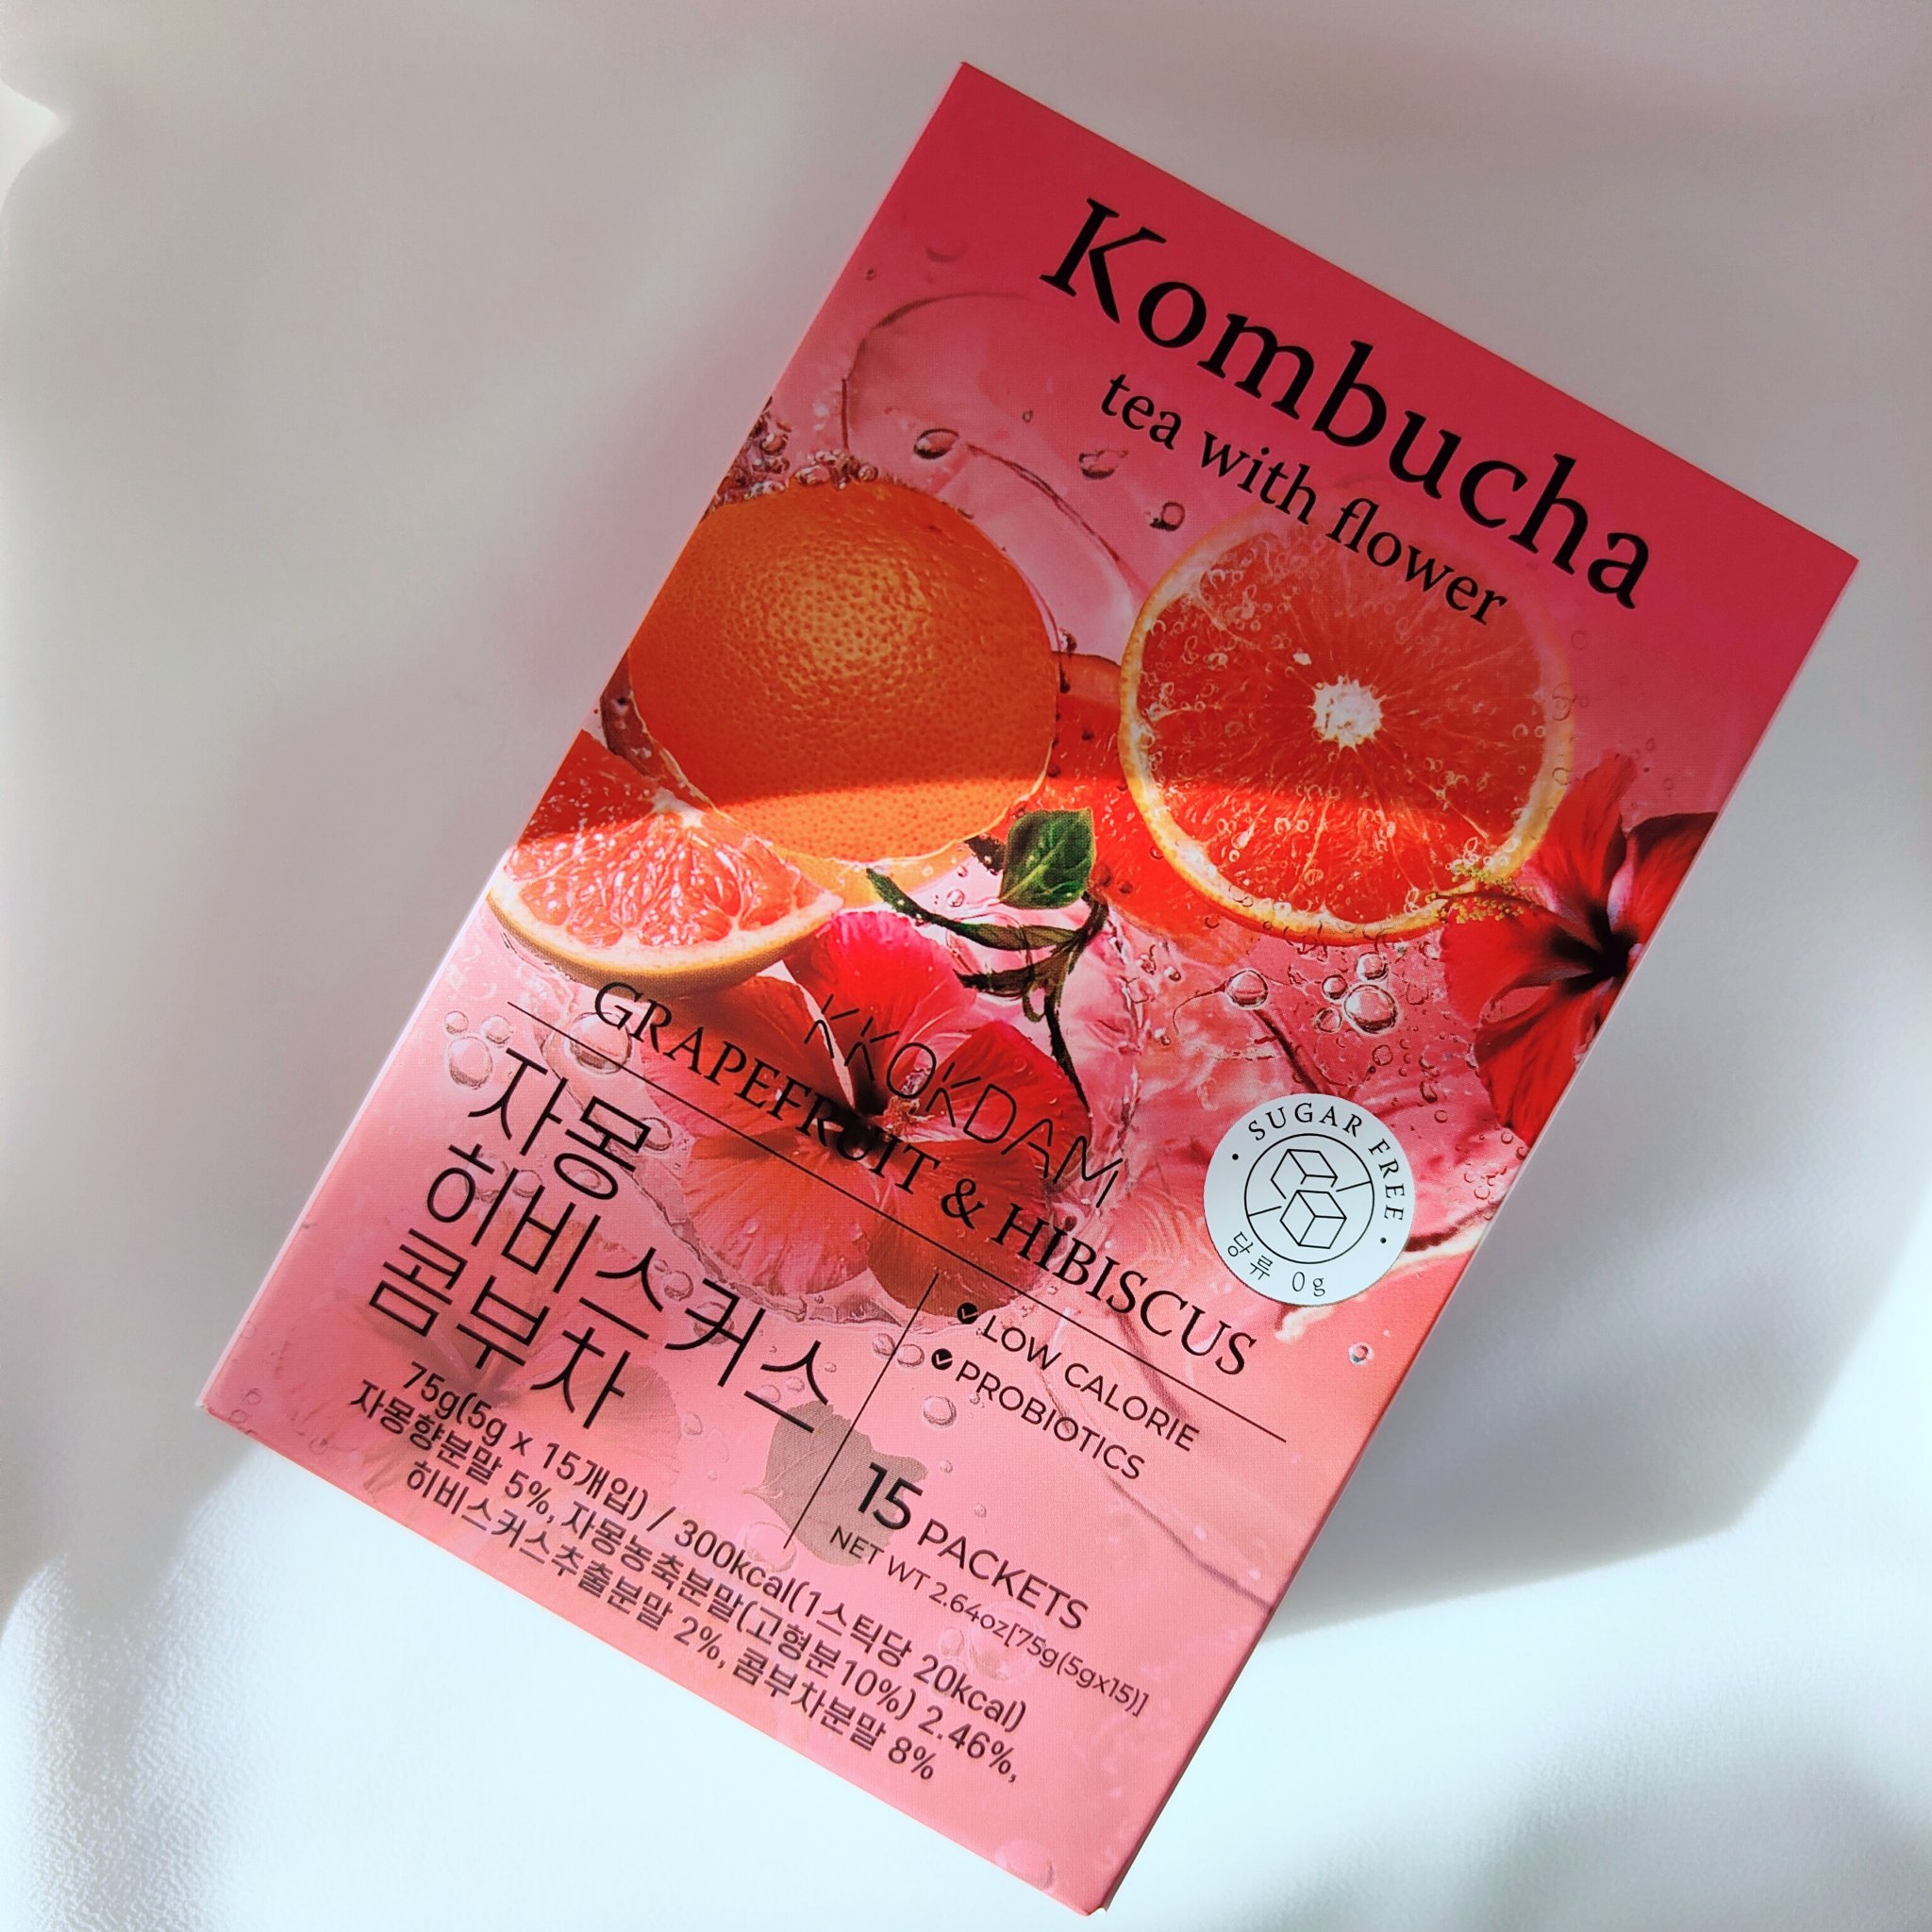 Kombucha
tea with flower
KKOKDAM
GRAPEFRUIT & HIBISCUS
SUGAR FREE
당류 0g
자몽
히비스커스
콤부차
LOW CALORIE
PROBIOTICS
15 PACKETS
NET WT 2.64oz[75g(5gx15)]
75g(5g x 15개입) / 300kcal(1스틱당 20kcal)
자몽향분말 5%, 자몽농축분말(고형분10%) 2.46%,
히비스커스추출분말 2%, 콤부차분말 8%